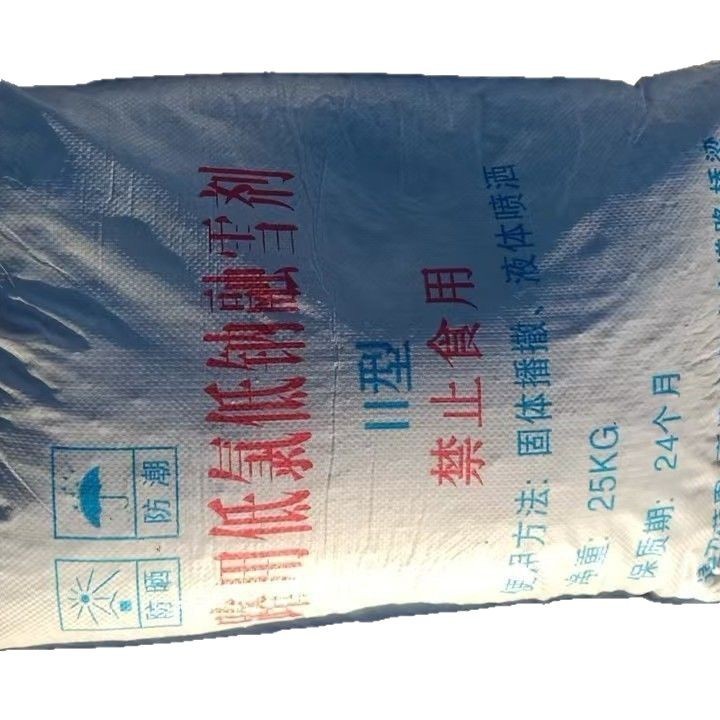 防晒 防潮
用低氯低钠融雪剂
II型
禁止食用
使用方法: 固体播撒、液体喷洒
净重: 25KG.
保质期: 24个月